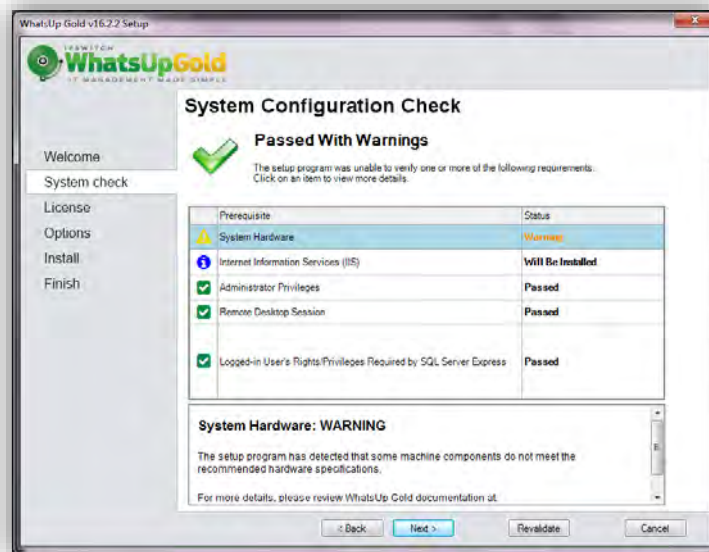 WhatsUp Gold v16.2.2 Setup
IPSWITCH
WhatsUpGold
IT MANAGEMENT MADE SIMPLE
System Configuration Check
Passed With Warnings
The setup program was unable to verify one or more of the following requirements.
Click on an item to view more details.
Welcome
System check
License
Options
Install
Finish
Prerequisite Status
System Hardware Warning
Internet Information Services (IIS) Will Be Installed
Administrator Privileges Passed
Remote Desktop Session Passed
Logged-in User's Rights/Privileges Required by SQL Server Express Passed
System Hardware: WARNING
The setup program has detected that some machine components do not meet the
recommended hardware specifications.
For more details, please review WhatsUp Gold documentation at
< Back
Next >
Revalidate
Cancel